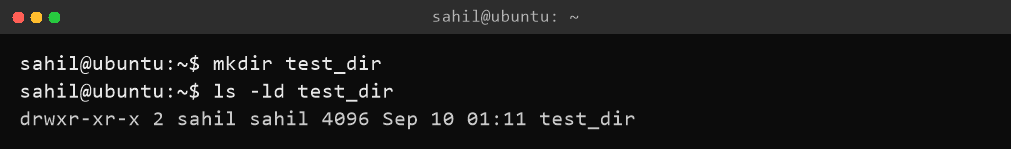 sahil@ubuntu: ~
sahil@ubuntu:~$ mkdir test_dir
sahil@ubuntu:~$ ls -ld test_dir
drwxr-xr-x 2 sahil sahil 4096 Sep 10 01:11 test_dir